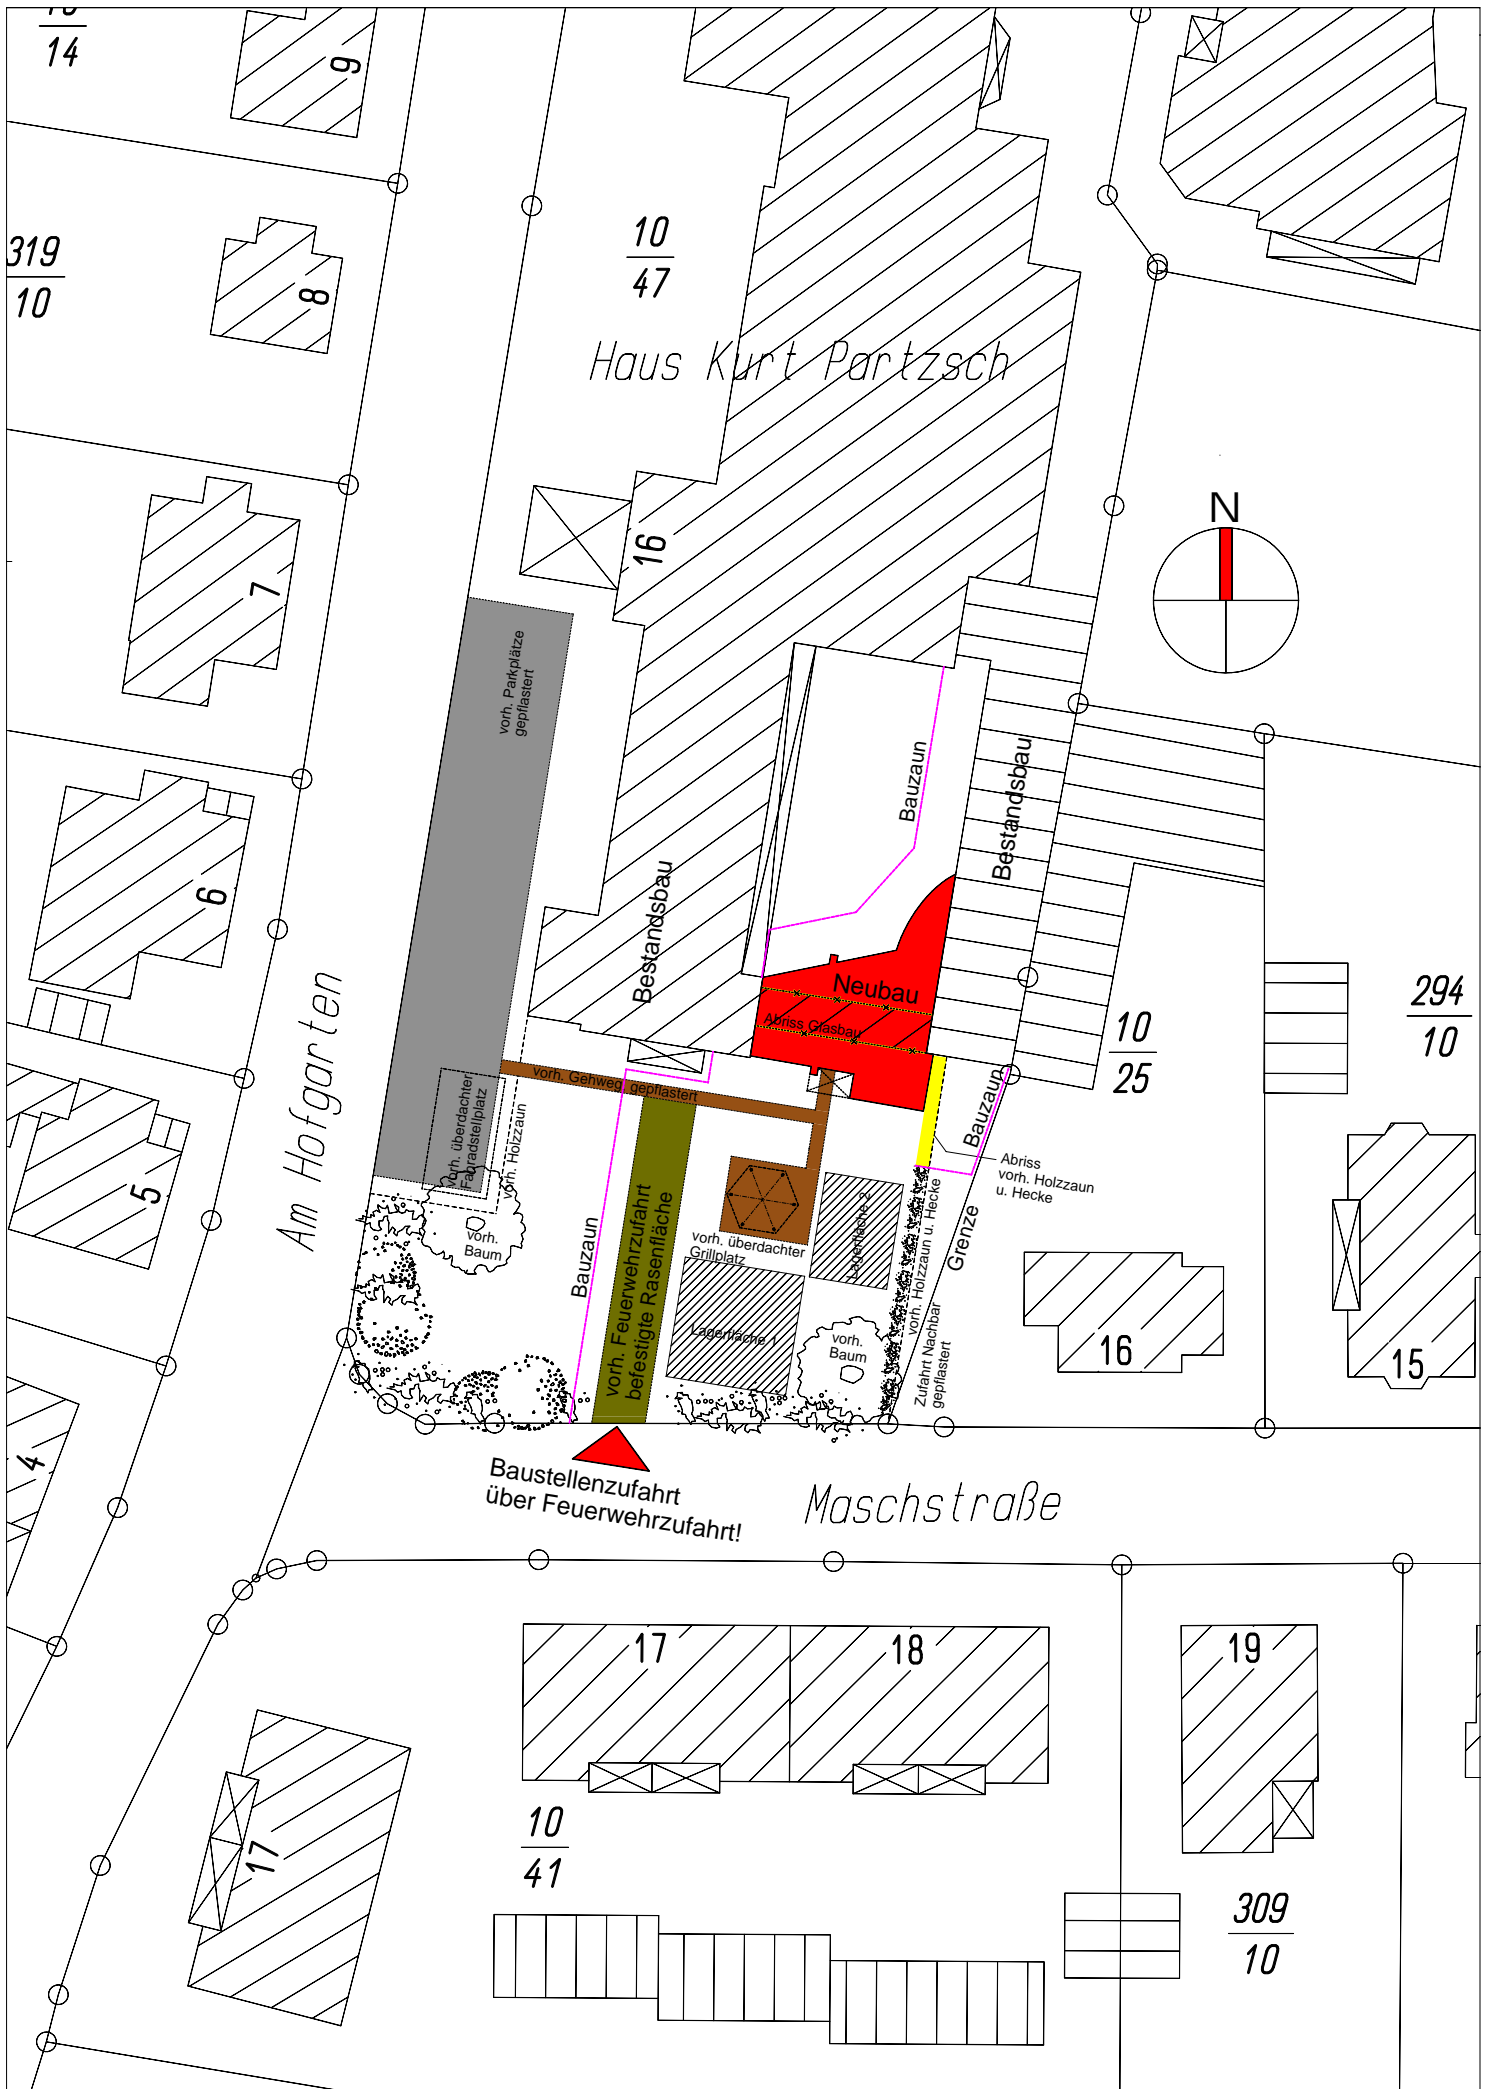 14
9
319
10
8
10
47
Haus Kurt Partzsch
N
16
7
vorh. Parkplätze
gepflastert
Bauzaun
Bestandsbau
6
Bestandsbau
Neubau
Abriss Glasbau
294
10
10
25
Am Hofgarten
vorh. Gehweg, gepflastert
vorh. überdachter
Fahrradstellplatz
vorh. Holzzaun
Bauzaun
Abriss
vorh. Holzzaun
u. Hecke
5
vorh.
Baum
Bauzaun
vorh. Feuerwehrzufahrt
befestigte Rasenfläche
vorh. überdachter
Grillplatz
Lagerfläche 2
Lagerfläche 1
vorh.
Baum
vorh. Holzzaun u. Hecke
Grenze
Zufahrt Nachbar
gepflastert
16
15
4
Baustellenzufahrt
über Feuerwehrzufahrt!
Maschstraße
17
18
19
17
10
41
309
10